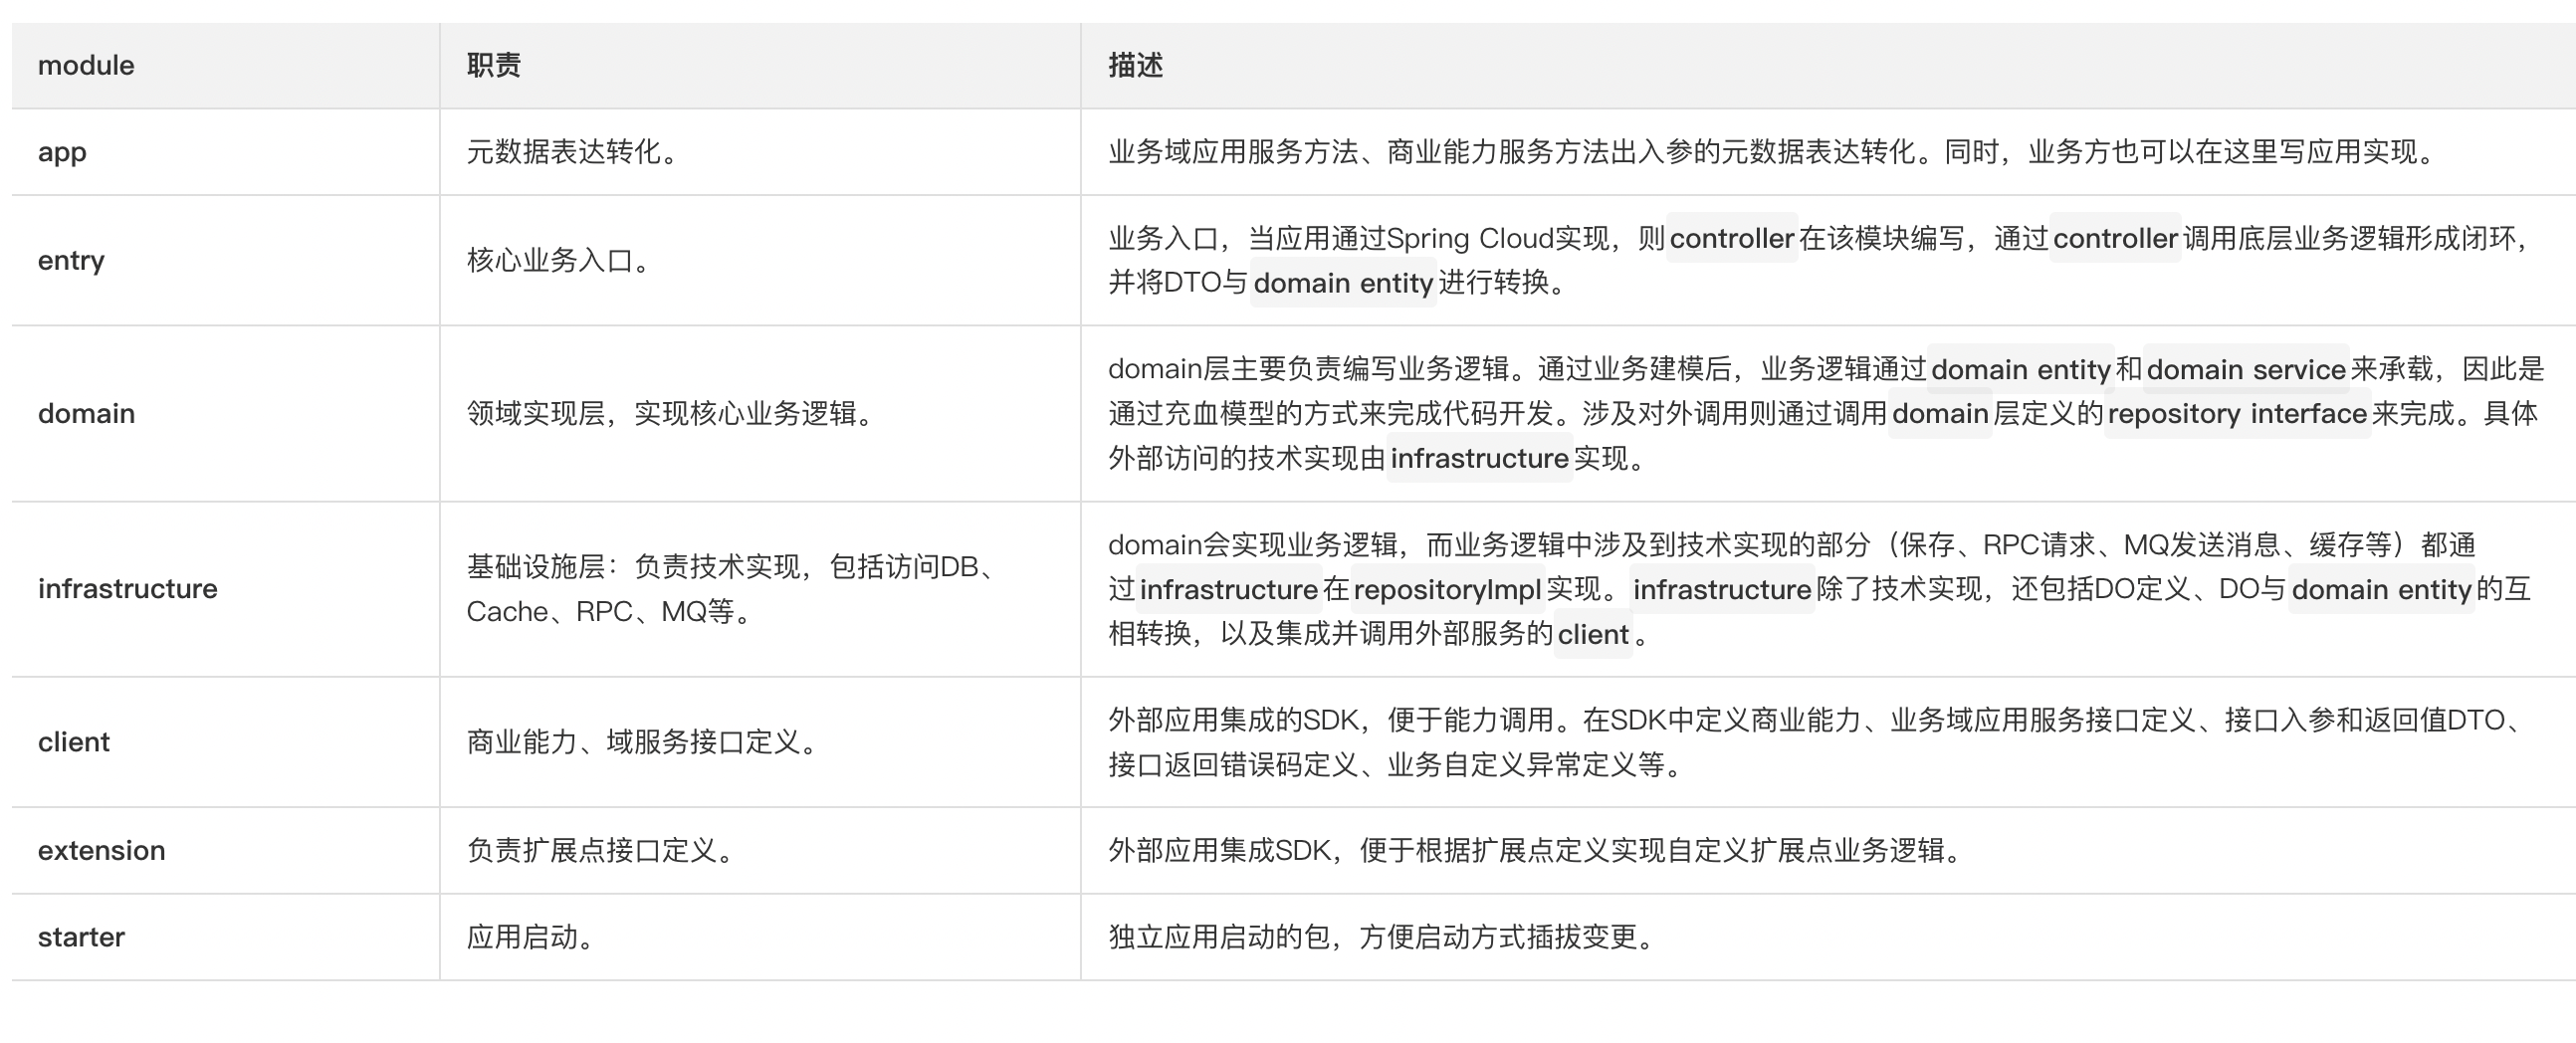 module
职责
描述
app
元数据表达转化。
业务域应用服务方法、商业能力服务方法出入参的元数据表达转化。同时，业务方也可以在这里写应用实现。
entry
核心业务入口。
业务入口，当应用通过Spring Cloud实现，则controller在该模块编写，通过controller调用底层业务逻辑形成闭环，
并将DTO与domain entity进行转换。
domain
领域实现层，实现核心业务逻辑。
domain层主要负责编写业务逻辑。通过业务建模后，业务逻辑通过domain entity和domain service来承载，因此是
通过充血模型的方式来完成代码开发。涉及对外调用则通过调用domain层定义的repository interface来完成。具体
外部访问的技术实现由infrastructure实现。
infrastructure
基础设施层：负责技术实现，包括访问DB、
Cache、RPC、MQ等。
domain会实现业务逻辑，而业务逻辑中涉及到技术实现的部分（保存、RPC请求、MQ发送消息、缓存等）都通
过infrastructure在repositoryImpl实现。infrastructure除了技术实现，还包括DO定义、DO与domain entity的互
相转换，以及集成并调用外部服务的client。
client
商业能力、域服务接口定义。
外部应用集成的SDK，便于能力调用。在SDK中定义商业能力、业务域应用服务接口定义、接口入参和返回值DTO、
接口返回错误码定义、业务自定义异常定义等。
extension
负责扩展点接口定义。
外部应用集成SDK，便于根据扩展点定义实现自定义扩展点业务逻辑。
starter
应用启动。
独立应用启动的包，方便启动方式插拔变更。